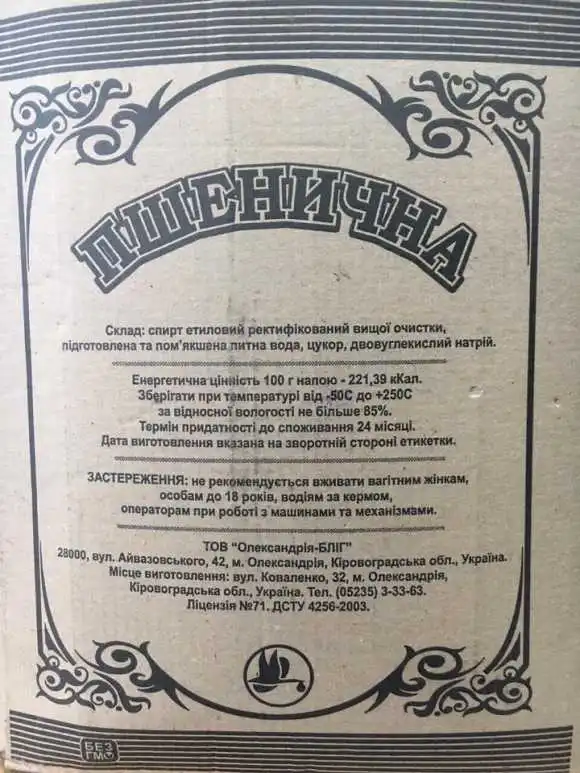 ПШЕНИЧНА
Склад: спирт етиловий ректифікований вищої очистки,
підготовлена та пом'якшена питна вода, цукор, двовуглекислий натрій.
Енергетична цінність 100 г напою - 221,39 кКал.
Зберігати при температурі від -50С до +250С
за відносної вологості не більше 85%.
Термін придатності до споживання 24 місяці.
Дата виготовлення вказана на зворотній стороні етикетки.
ЗАСТЕРЕЖЕННЯ: не рекомендується вживати вагітним жінкам,
особам до 18 років, водіям за кермом,
операторам при роботі з машинами та механізмами.
ТОВ "Олександрія-БЛІГ"
28000, вул. Айвазовського, 42, м. Олександрія, Кіровоградська обл., Україна.
Місце виготовлення: вул. Коваленко, 32, м. Олександрія,
Кіровоградська обл., Україна. Тел. (05235) 3-33-63.
Ліцензія №71. ДСТУ 4256-2003.
БЕЗ
ГМО